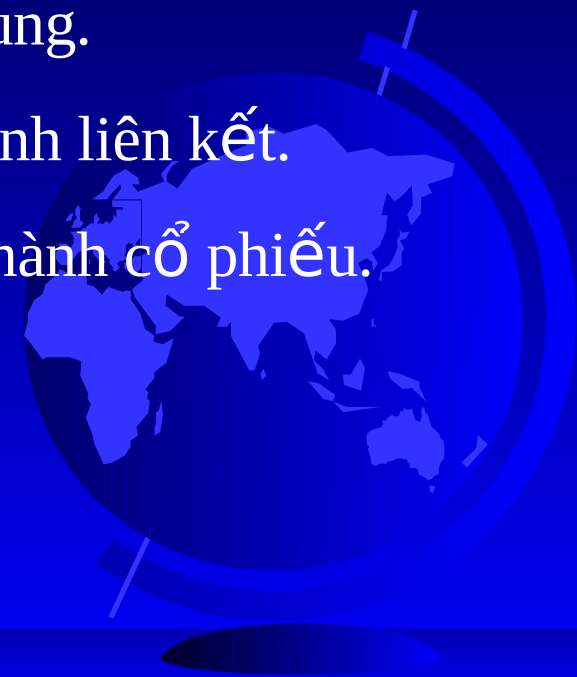 ung.
nh liên kết.
hành cổ phiếu.